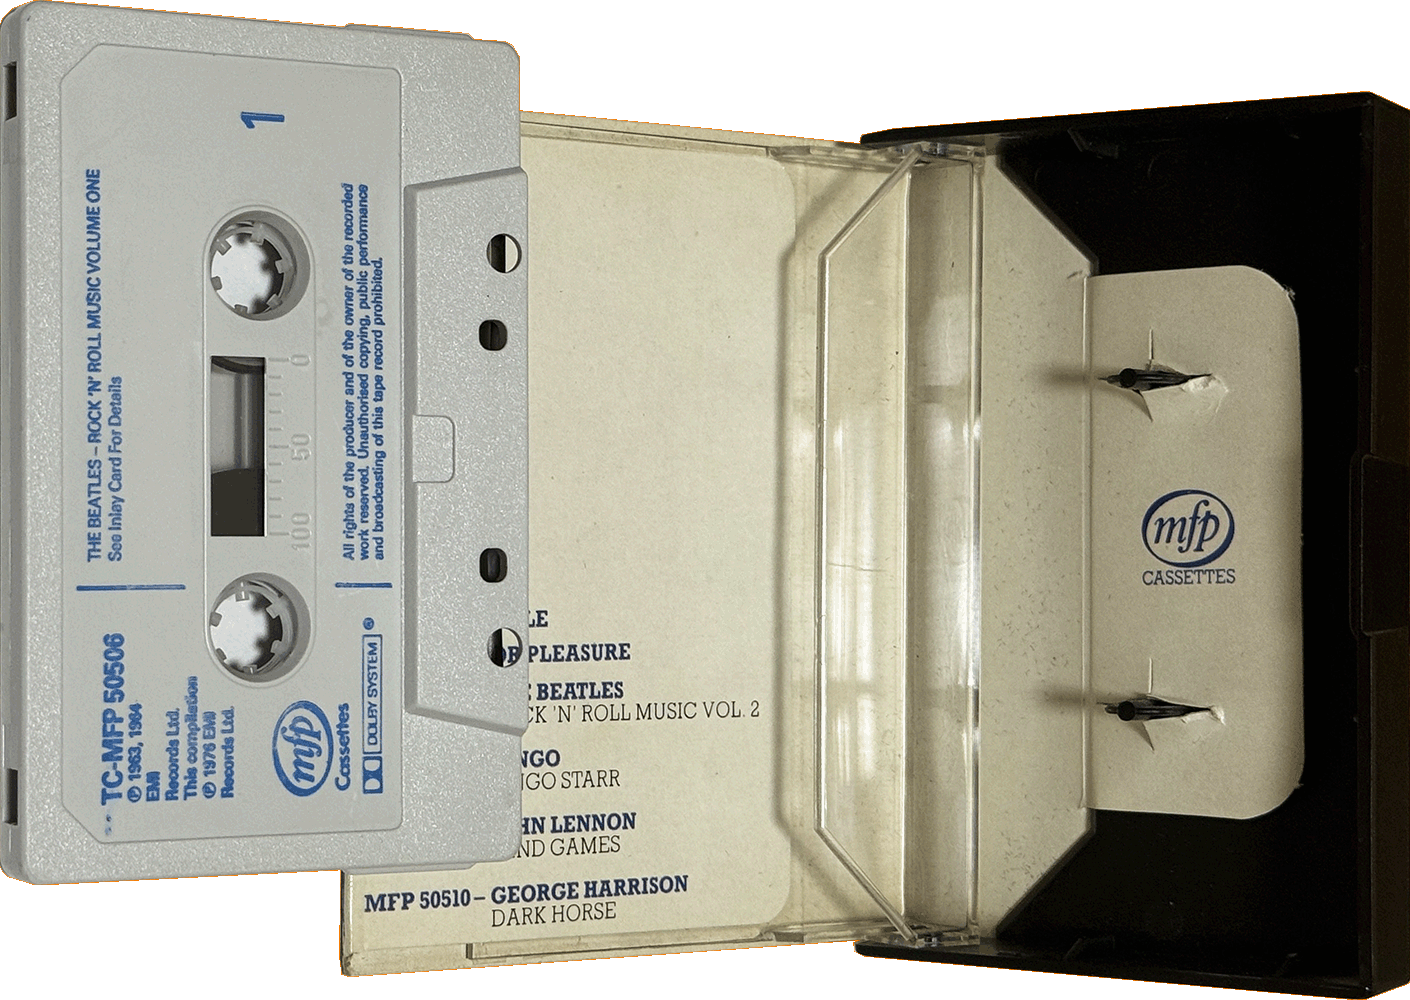 1
THE BEATLES – ROCK 'N' ROLL MUSIC VOLUME ONE
See Inlay Card For Details
All rights of the producer and of the owner of the recorded
work reserved. Unauthorised copying, public performance
and broadcasting of this tape record prohibited.
0
50
100
TC-MFP 50506
℗ 1963, 1964
EMI
Records Ltd.
This compilation
℗ 1976 EMI
Records Ltd.
mfp
Cassettes
DOLBY SYSTEM ®
LE
OR PLEASURE
E BEATLES
CK 'N' ROLL MUSIC VOL. 2
NGO
NGO STARR
HN LENNON
ND GAMES
MFP 50510 – GEORGE HARRISON
DARK HORSE
mfp
CASSETTES